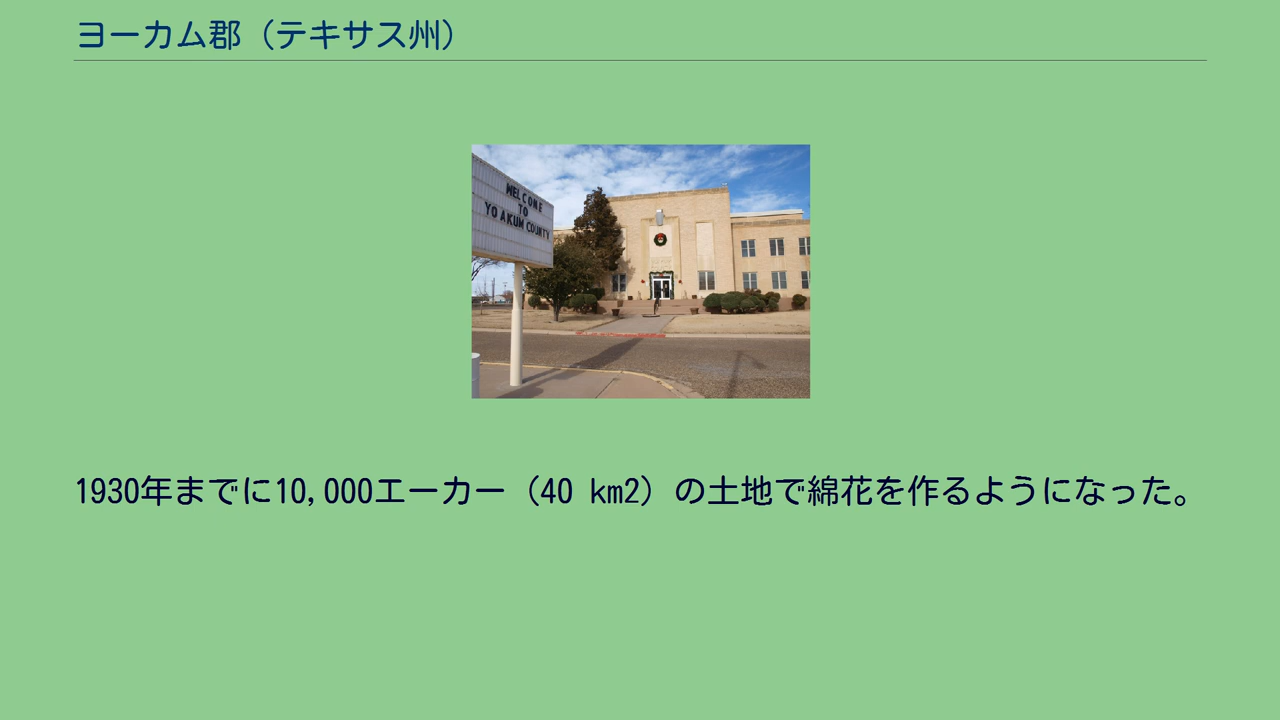 ヨーカム郡（テキサス州）
WELCOME
TO
YOAKUM COUNTY
1930年までに10,000エーカー（40 km2）の土地で綿花を作るようになった。